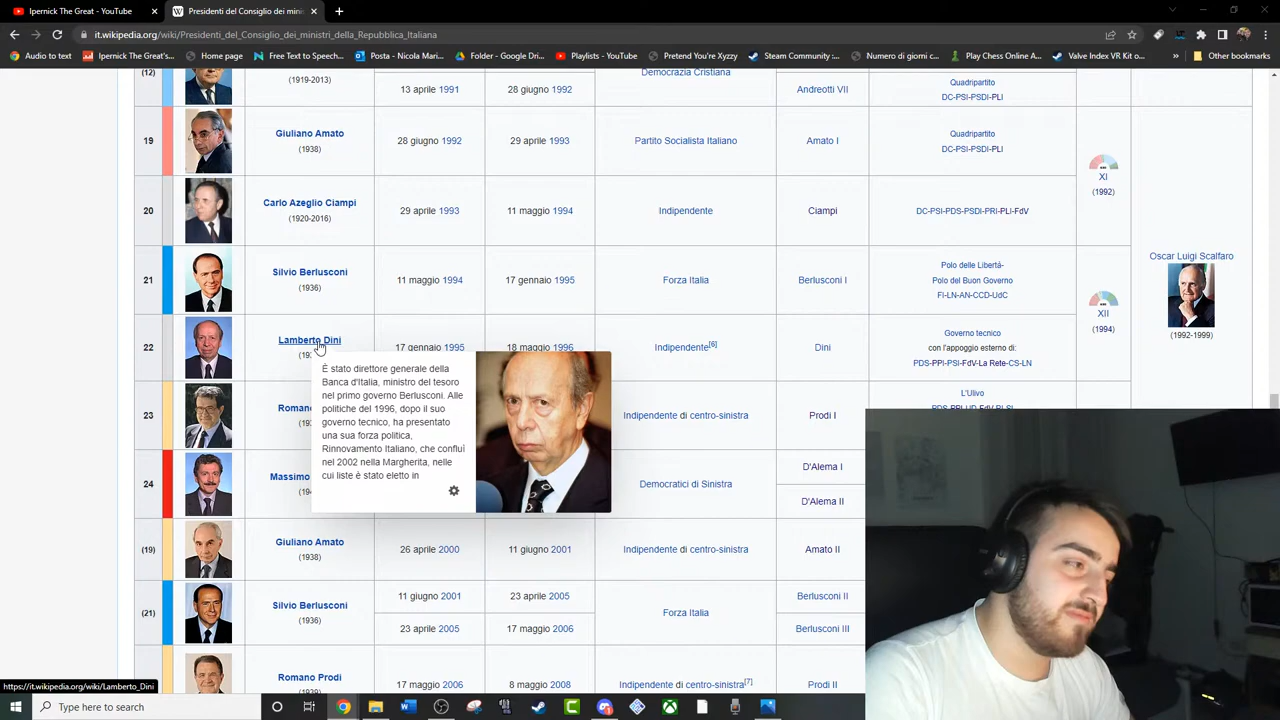 Ipernick The Great - YouTube
Presidenti del Consiglio dei minis
it.wikipedia.org/wiki/Presidenti_del_Consiglio_dei_ministri_della_Repubblica_Italiana
Audio to text
Ipernick The Great's...
Home page
Free Text to Speech...
Posta - Nicola Mari...
Folder - Google Dri...
Playlists - YouTube
Pretend You're Xyzzy
Steam Community :...
Numero di giorni c...
Play Chess Online A...
Valve Index VR Kit o...
Other bookmarks
(12)
(1919-2013)
13 aprile 1991
28 giugno 1992
Democrazia Cristiana
Andreotti VII
Quadripartito
DC-PSI-PSDI-PLI
19
Giuliano Amato
(1938)
28 giugno 1992
29 aprile 1993
Partito Socialista Italiano
Amato I
Quadripartito
DC-PSI-PSDI-PLI
XI
(1992)
20
Carlo Azeglio Ciampi
(1920-2016)
29 aprile 1993
11 maggio 1994
Indipendente
Ciampi
DC-PSI-PDS-PSDI-PRI-PLI-FdV
21
Silvio Berlusconi
(1936)
11 maggio 1994
17 gennaio 1995
Forza Italia
Berlusconi I
Polo delle Libertà-
Polo del Buon Governo
FI-LN-AN-CCD-UdC
XII
(1994)
Oscar Luigi Scalfaro
(1992-1999)
22
Lamberto Dini
17 gennaio 1995
18 maggio 1996
Indipendente[6]
Dini
Governo tecnico
con l'appoggio esterno di:
PDS-PPI-PSI-FdV-La Rete-CS-LN
È stato direttore generale della
Banca d'Italia, ministro del tesoro
nel primo governo Berlusconi. Alle
politiche del 1996, dopo il suo
governo tecnico, ha presentato
una sua forza politica,
Rinnovamento Italiano, che confluì
nel 2002 nella Margherita, nelle
cui liste è stato eletto in
23
Romano
Indipendente di centro-sinistra
Prodi I
L'Ulivo
24
Massimo
Democratici di Sinistra
D'Alema I
D'Alema II
(19)
Giuliano Amato
(1938)
26 aprile 2000
11 giugno 2001
Indipendente di centro-sinistra
Amato II
(21)
Silvio Berlusconi
(1936)
11 giugno 2001
23 aprile 2005
Forza Italia
Berlusconi II
23 aprile 2005
17 maggio 2006
Berlusconi III
Romano Prodi
(1939)
17 maggio 2006
8 maggio 2008
Indipendente di centro-sinistra[7]
Prodi II
https://it.wikipedia.org/wiki/Lamberto_Dini
Type here to search